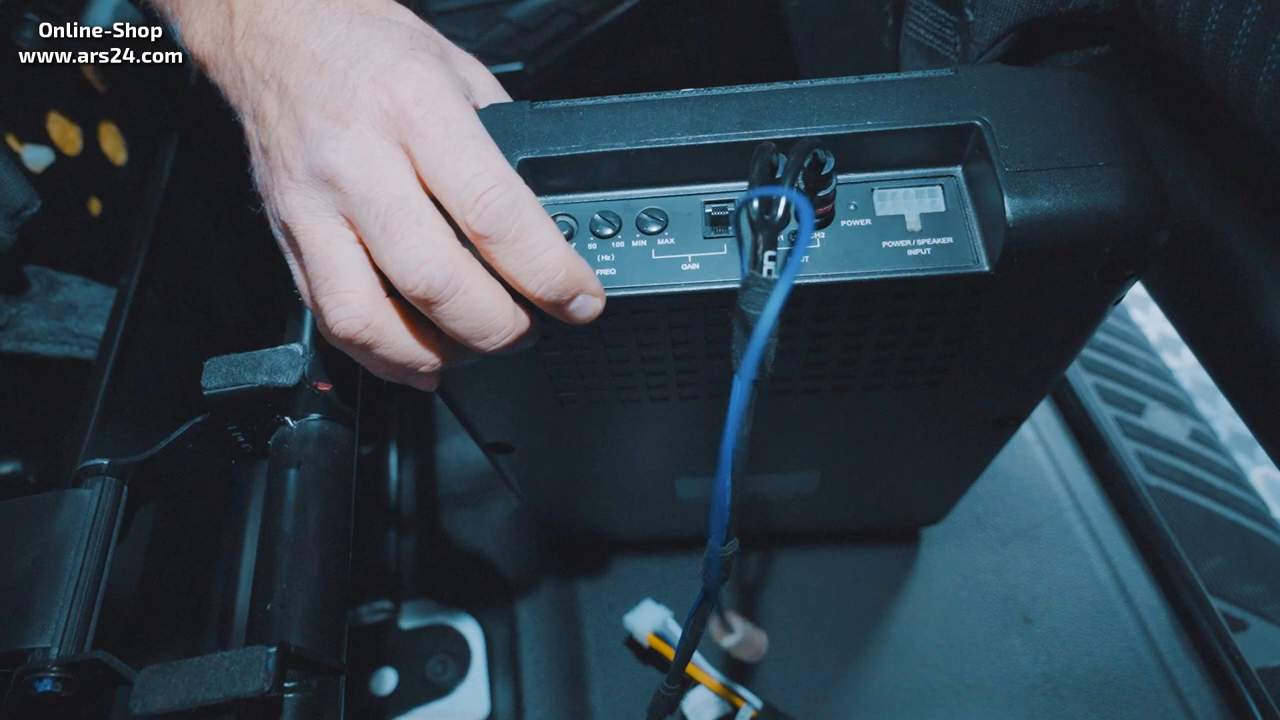 Online-Shop
www.ars24.com
50 100 MIN MAX
POWER
(Hz)
FREQ
GAIN
CH2
POWER / SPEAKER
INPUT